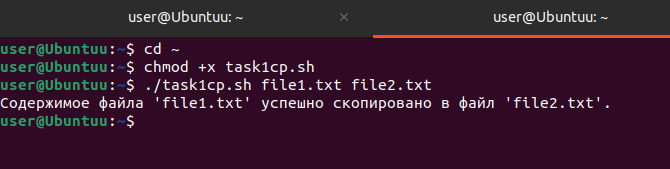 user@Ubuntuu: ~ × user@Ubuntuu: ~
user@Ubuntuu:~$ cd ~
user@Ubuntuu:~$ chmod +x task1cp.sh
user@Ubuntuu:~$ ./task1cp.sh file1.txt file2.txt
Содержимое файла 'file1.txt' успешно скопировано в файл 'file2.txt'.
user@Ubuntuu:~$